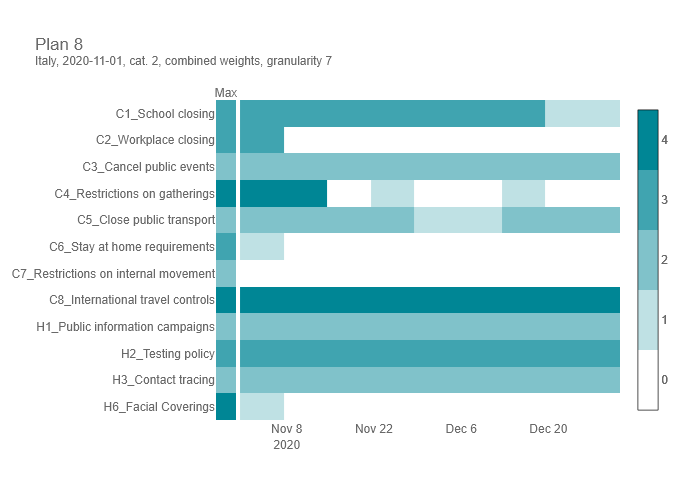 Plan 8
Italy, 2020-11-01, cat. 2, combined weights, granularity 7
Max
C1_School closing
C2_Workplace closing
C3_Cancel public events
C4_Restrictions on gatherings
C5_Close public transport
C6_Stay at home requirements
C7_Restrictions on internal movement
C8_International travel controls
H1_Public information campaigns
H2_Testing policy
H3_Contact tracing
H6_Facial Coverings
Nov 8
2020
Nov 22
Dec 6
Dec 20
4
3
2
1
0